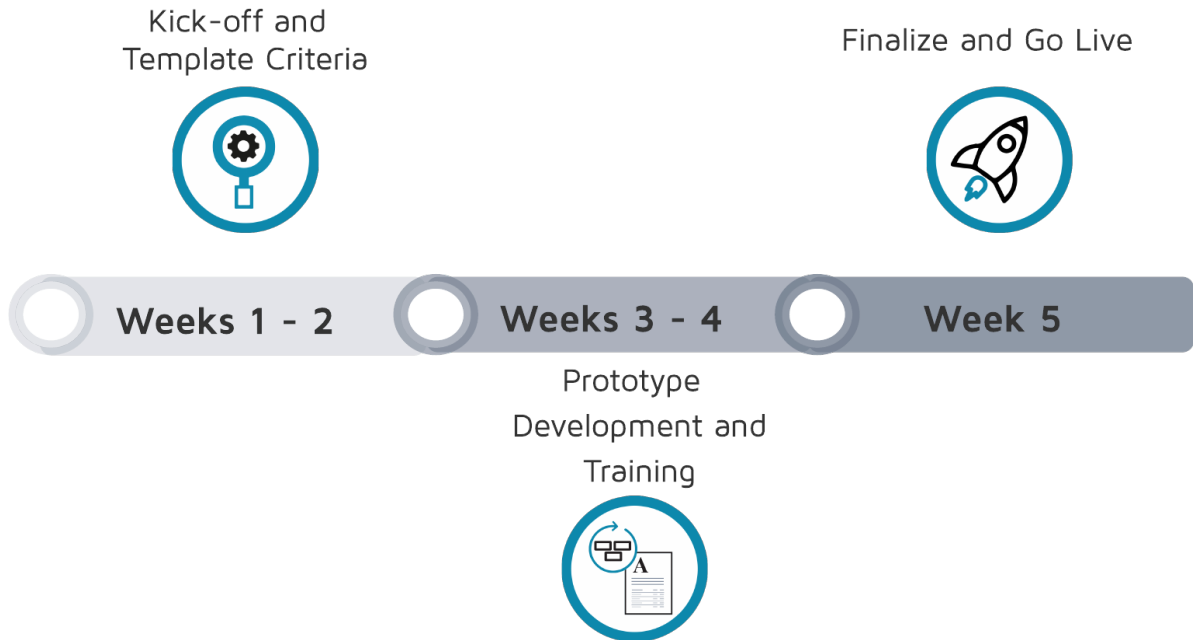 Kick-off and
Template Criteria
Finalize and Go Live
Weeks 1 - 2
Weeks 3 - 4
Week 5
Prototype
Development and
Training
A